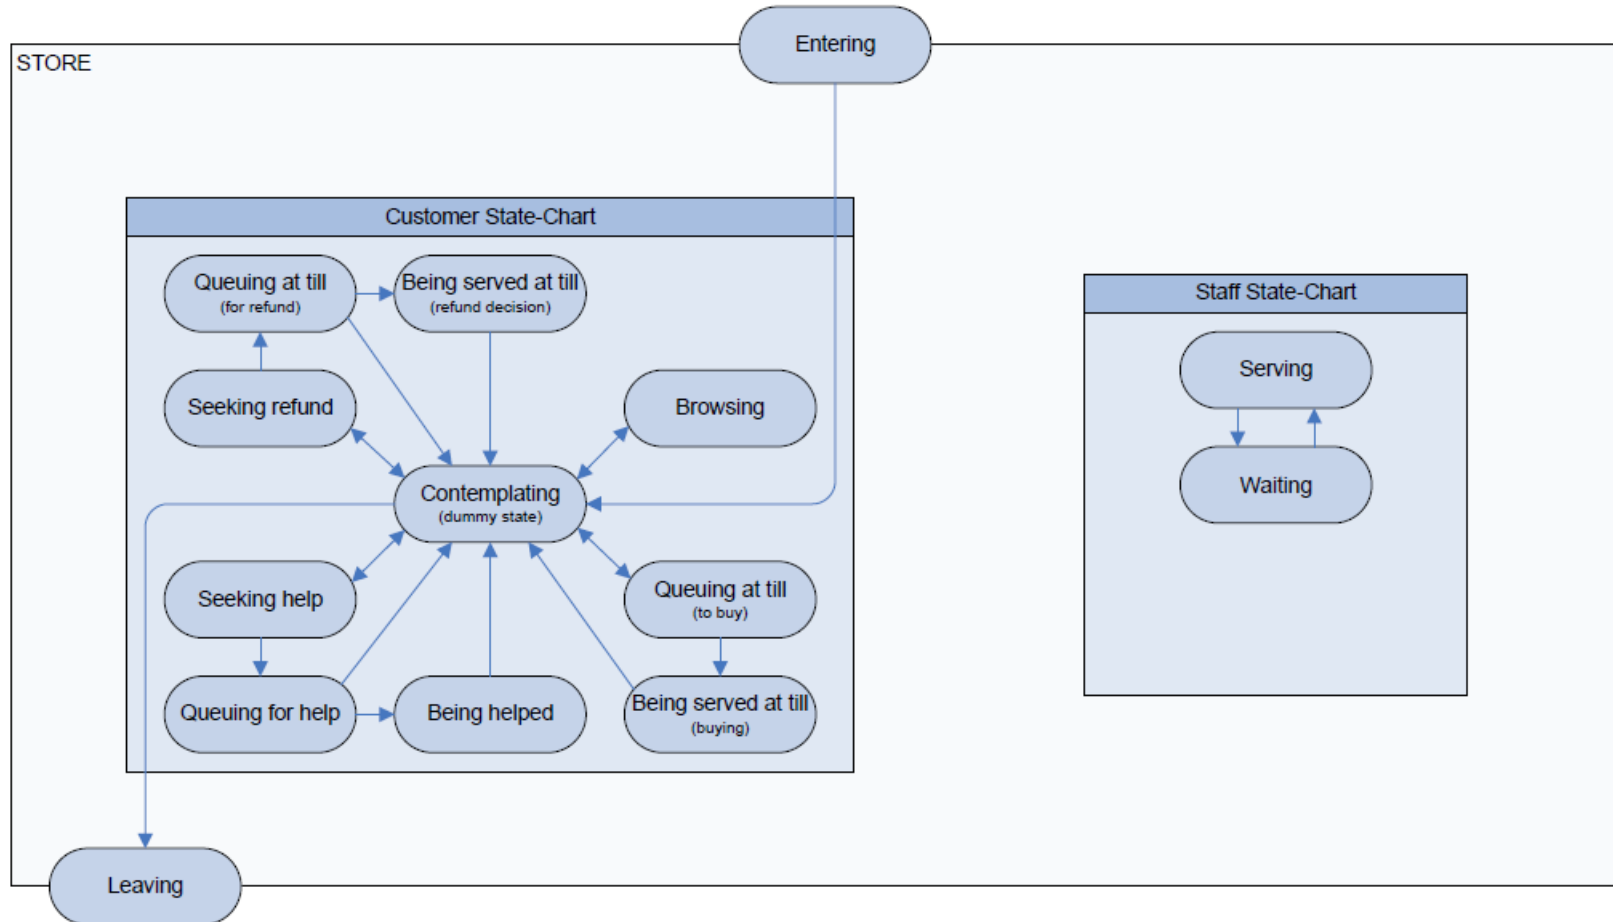 Entering
STORE
Customer State-Chart
Queuing at till
(for refund)
Being served at till
(refund decision)
Seeking refund
Browsing
Contemplating
(dummy state)
Seeking help
Queuing at till
(to buy)
Queuing for help
Being helped
Being served at till
(buying)
Staff State-Chart
Serving
Waiting
Leaving